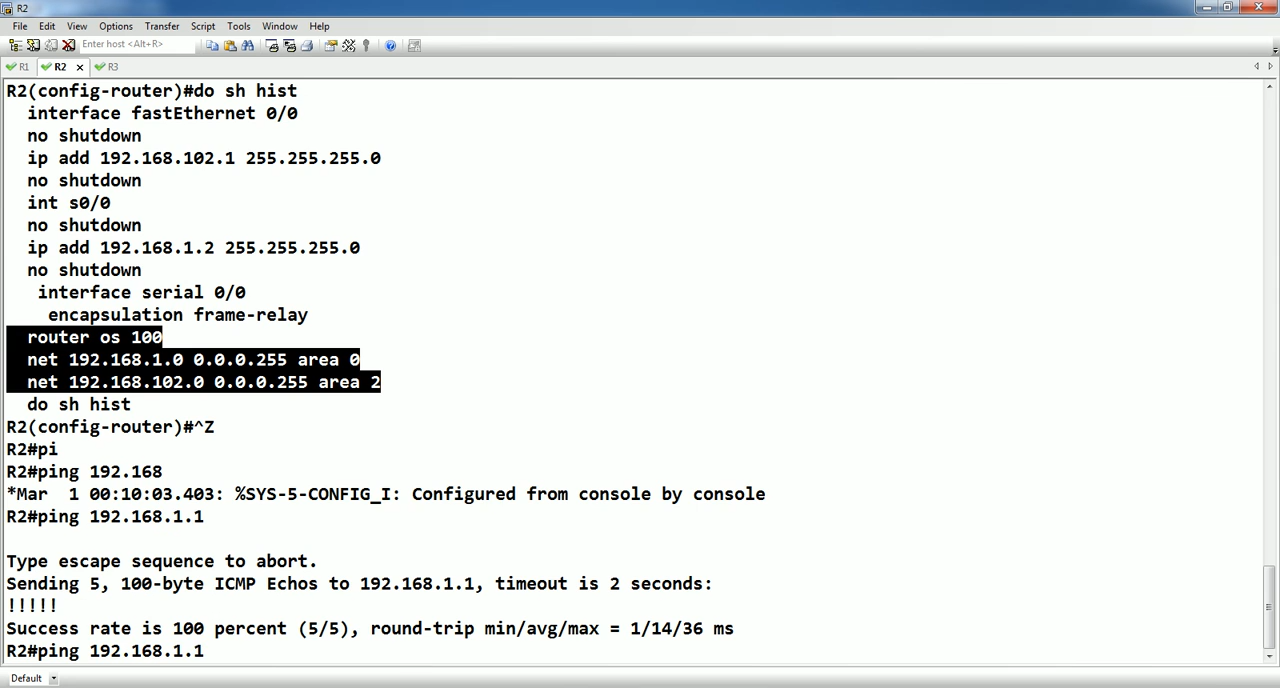 R2
File Edit View Options Transfer Script Tools Window Help
Enter host <Alt+R>
R1 R2 R3
R2(config-router)#do sh hist
interface fastEthernet 0/0
no shutdown
ip add 192.168.102.1 255.255.255.0
no shutdown
int s0/0
no shutdown
ip add 192.168.1.2 255.255.255.0
no shutdown
interface serial 0/0
encapsulation frame-relay
router os 100
net 192.168.1.0 0.0.0.255 area 0
net 192.168.102.0 0.0.0.255 area 2
do sh hist
R2(config-router)#^Z
R2#pi
R2#ping 192.168
*Mar  1 00:10:03.403: %SYS-5-CONFIG_I: Configured from console by console
R2#ping 192.168.1.1
Type escape sequence to abort.
Sending 5, 100-byte ICMP Echos to 192.168.1.1, timeout is 2 seconds:
!!!!!
Success rate is 100 percent (5/5), round-trip min/avg/max = 1/14/36 ms
R2#ping 192.168.1.1
Default